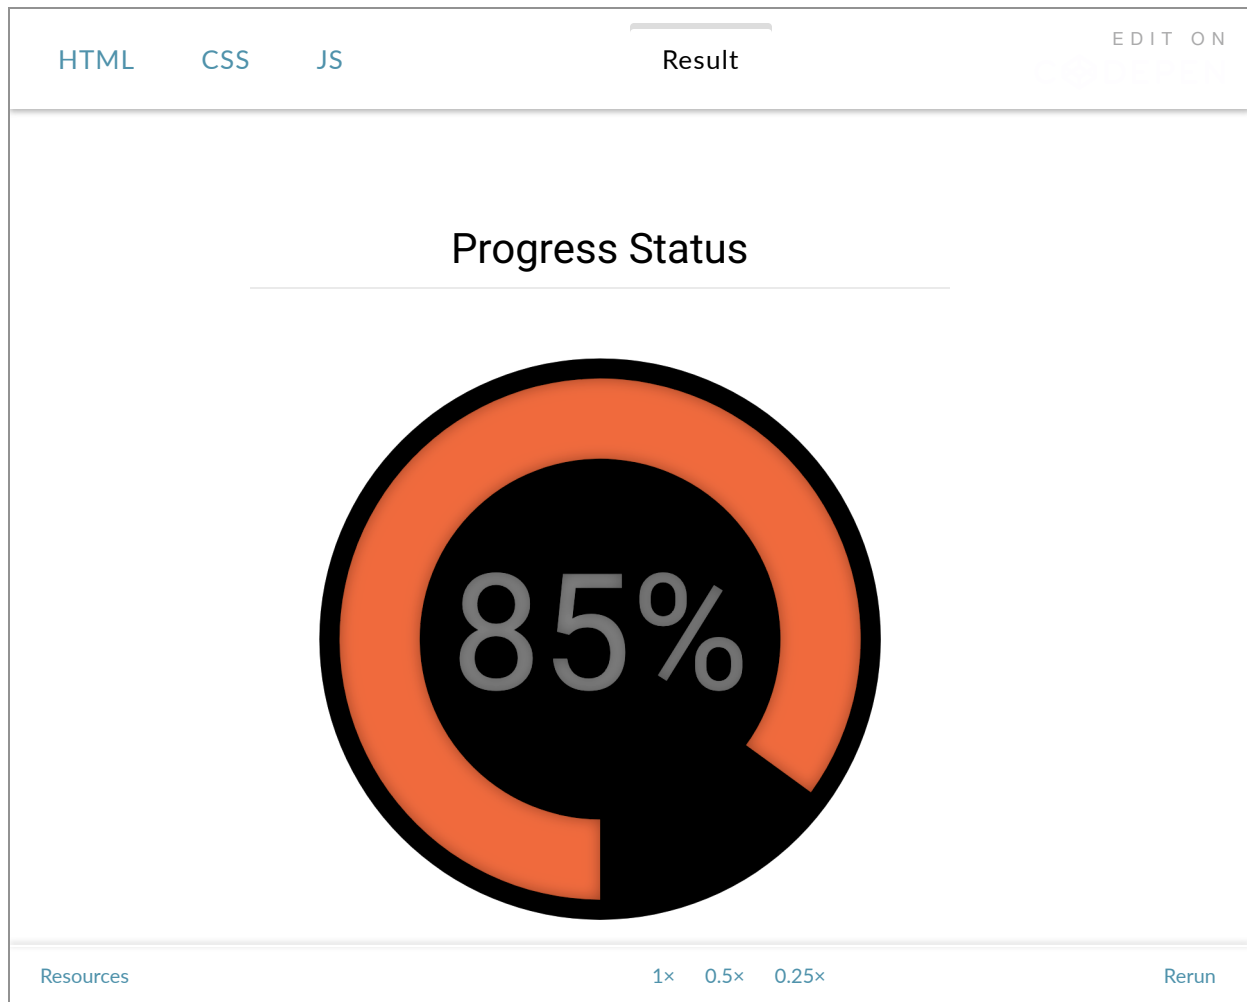 HTML CSS JS Result EDIT ON
Progress Status
85%
Resources 1× 0.5× 0.25× Rerun